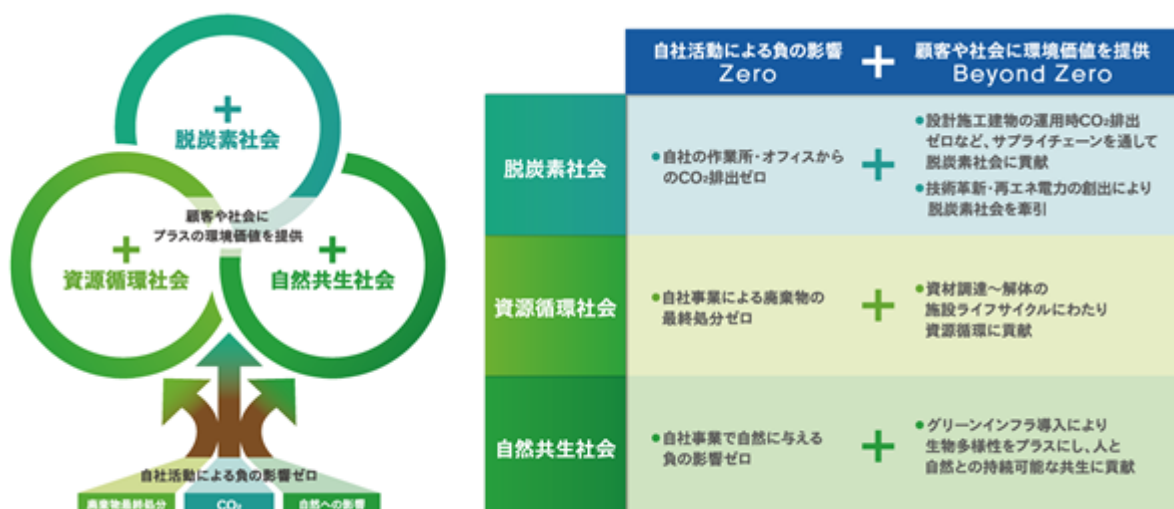 +
脱炭素社会
顧客や社会に
プラスの環境価値を提供
+
資源循環社会
+
自然共生社会
自社活動による負の影響ゼロ
廃棄物最終処分
CO₂
自然への影響
自社活動による負の影響
Zero
+
顧客や社会に環境価値を提供
Beyond Zero
脱炭素社会
●自社の作業所・オフィスから
のCO₂排出ゼロ
+
●設計施工建物の運用時CO₂排出
ゼロなど、サプライチェーンを通して
脱炭素社会に貢献
●技術革新・再エネ電力の創出により
脱炭素社会を牽引
資源循環社会
●自社事業による廃棄物の
最終処分ゼロ
+
●資材調達～解体の
施設ライフサイクルにわたり
資源循環に貢献
自然共生社会
●自社事業で自然に与える
負の影響ゼロ
+
●グリーンインフラ導入により
生物多様性をプラスにし、人と
自然との持続可能な共生に貢献